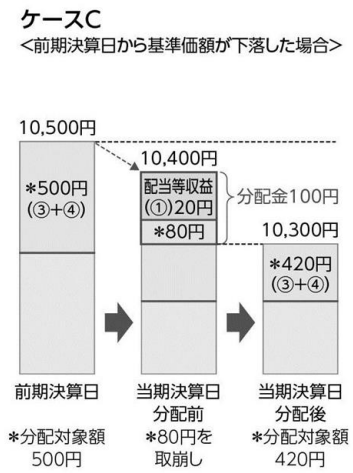 ケースC
<前期決算日から基準価額が下落した場合>
10,500円
*500円
(③+④)
10,400円
配当等収益
(①)20円
*80円
分配金100円
10,300円
*420円
(③+④)
前期決算日
当期決算日
分配前
当期決算日
分配後
*分配対象額
500円
*80円を
取崩し
*分配対象額
420円